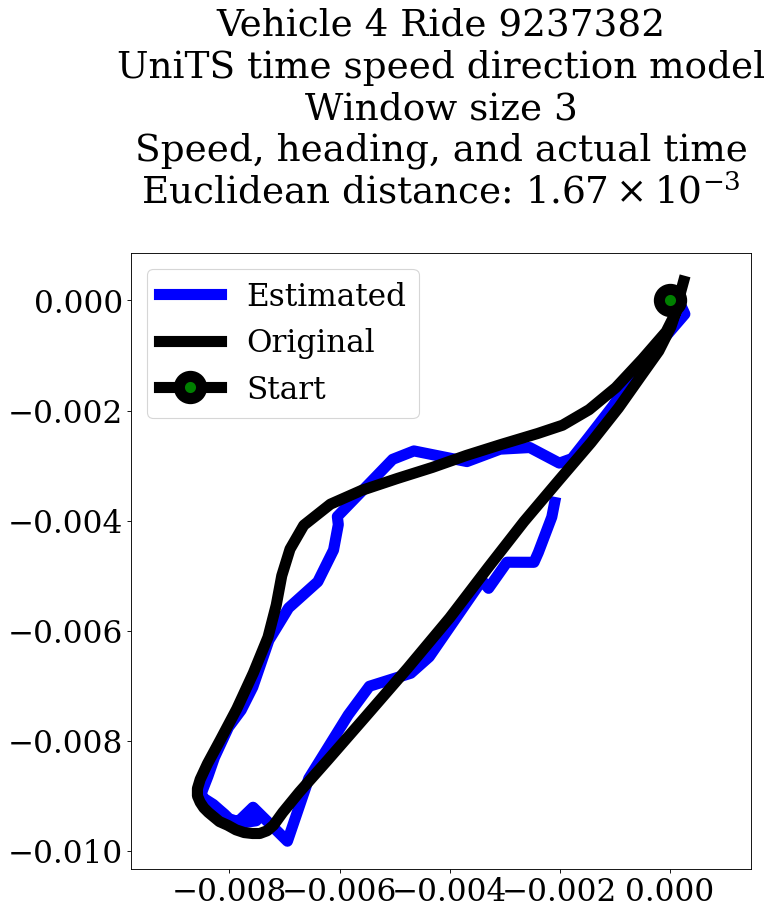 Vehicle 4 Ride 9237382
UniTS time speed direction model
Window size 3
Speed, heading, and actual time
Euclidean distance: 1.67 × 10⁻³
Estimated
Original
Start
0.000
−0.002
−0.004
−0.006
−0.008
−0.010
−0.008 −0.006 −0.004 −0.002 0.000